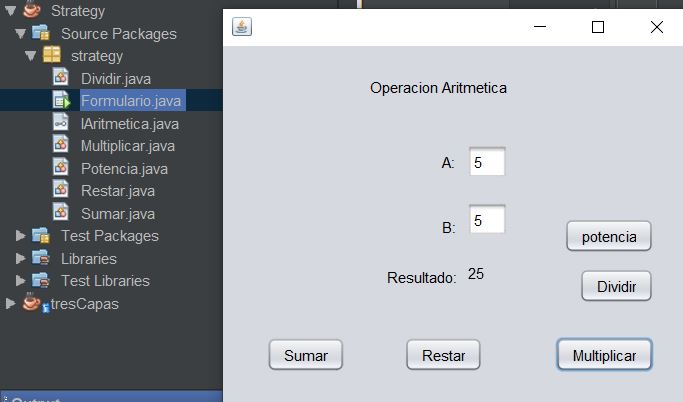 Strategy
Source Packages
strategy
Dividir.java
Formulario.java
IAritmetica.java
Multiplicar.java
Potencia.java
Restar.java
Sumar.java
Test Packages
Libraries
Test Libraries
tresCapas
Output
Operacion Aritmetica
A: 5
B: 5
potencia
Resultado: 25
Dividir
Sumar Restar Multiplicar